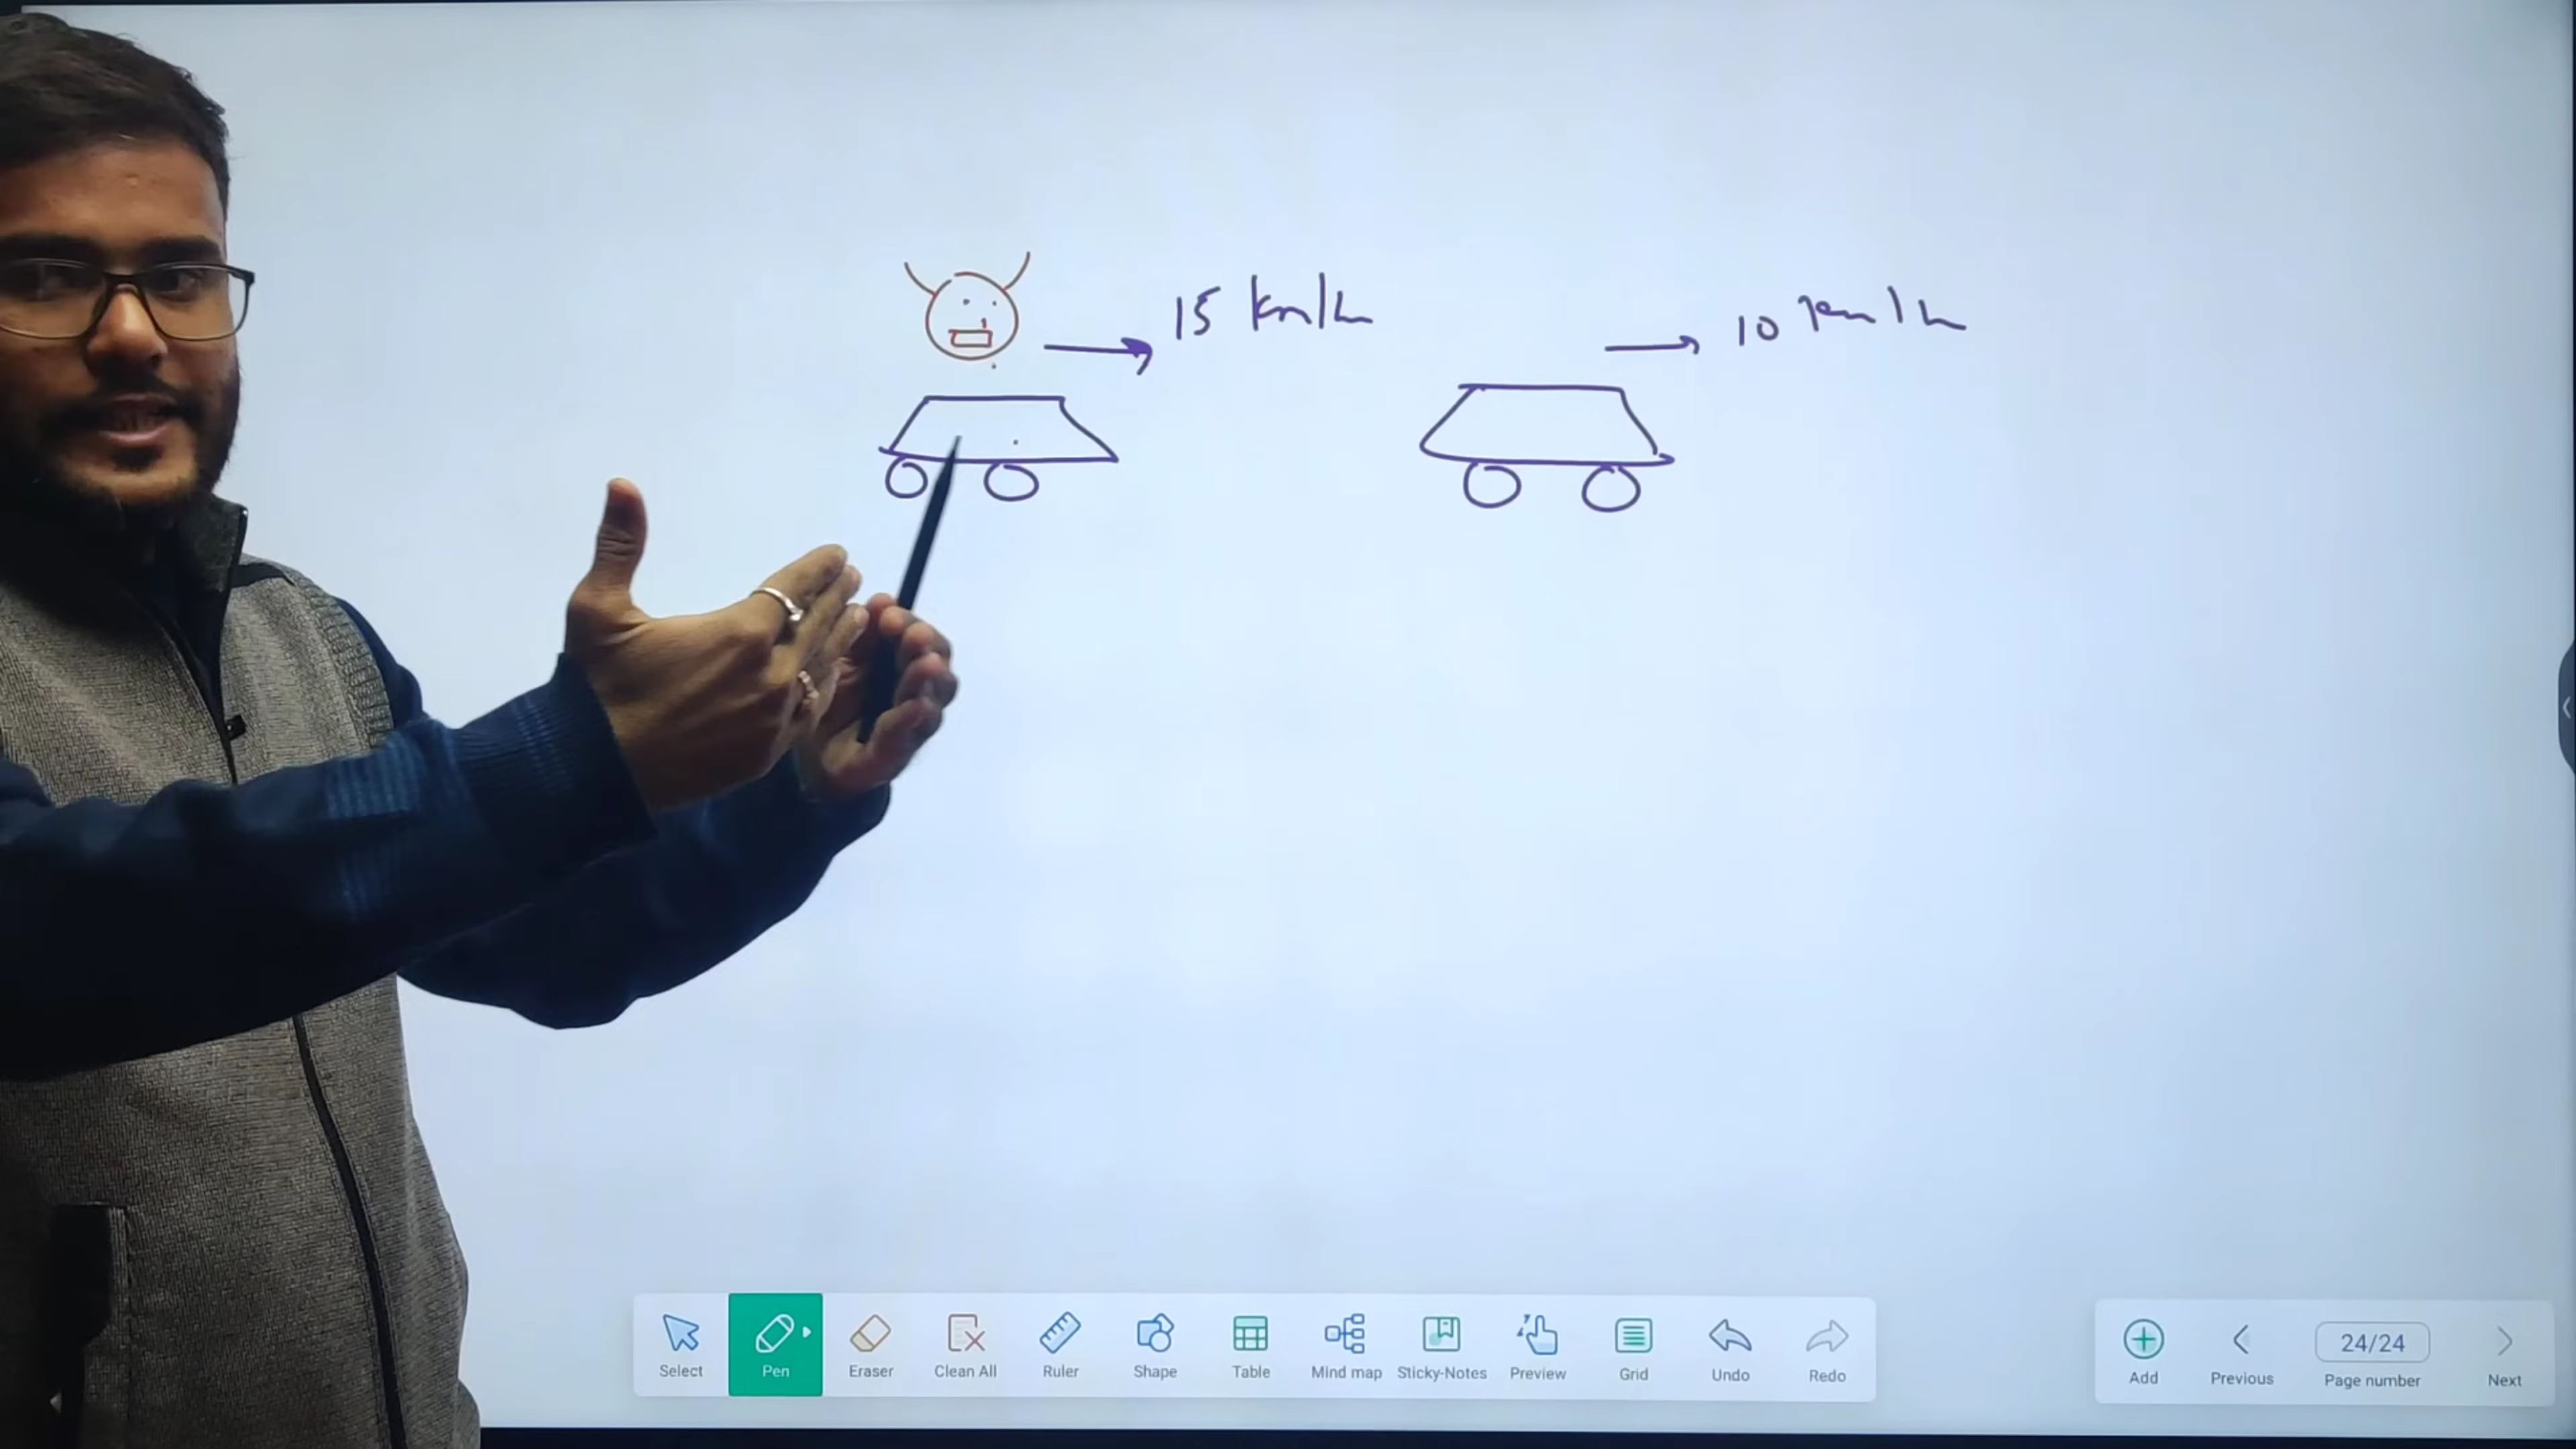 15 km/h
10 km/h
Select
Pen
Eraser
Clean All
Ruler
Shape
Table
Mind map
Sticky-Notes
Preview
Grid
Undo
Redo
Add
Previous
24/24
Page number
Next